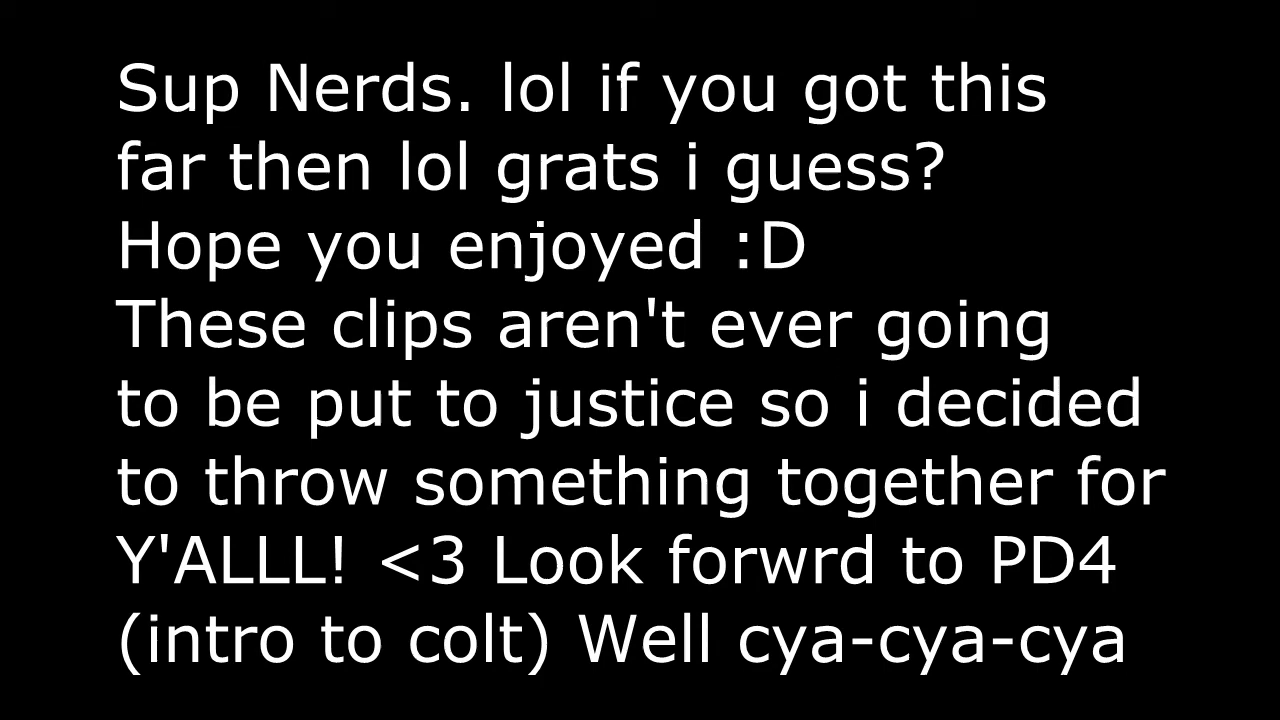 Sup Nerds. lol if you got this
far then lol grats i guess?
Hope you enjoyed :D
These clips aren't ever going
to be put to justice so i decided
to throw something together for
Y'ALLL! <3 Look forwrd to PD4
(intro to colt) Well cya-cya-cya